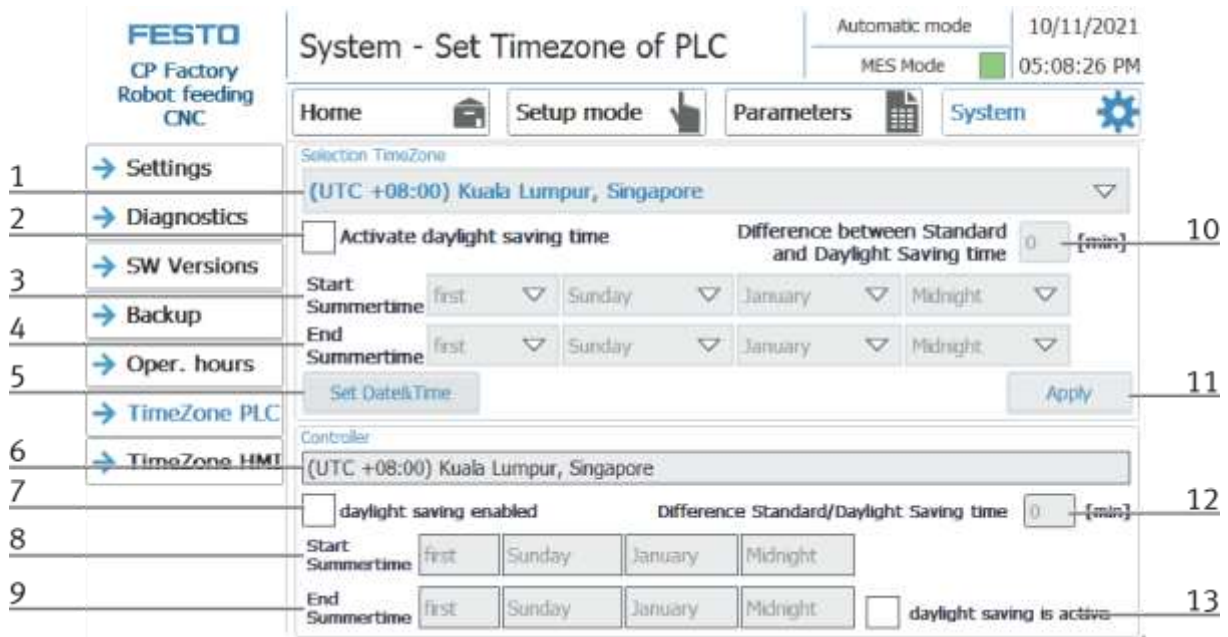 FESTO
CP Factory
Robot feeding
CNC
System - Set Timezone of PLC
Automatic mode
MES Mode
10/11/2021
05:08:26 PM
Home
Setup mode
Parameters
System
Settings
Diagnostics
SW Versions
Backup
Oper. hours
TimeZone PLC
TimeZone HMI
1
2
3
4
5
6
7
8
9
Selection TimeZone
(UTC +08:00) Kuala Lumpur, Singapore
Activate daylight saving time
Difference between Standard
and Daylight Saving time
0 [min]
10
Start
Summertime
first Sunday January Midnight
End
Summertime
first Sunday January Midnight
Set Date&Time
Apply
11
Controller
(UTC +08:00) Kuala Lumpur, Singapore
daylight saving enabled
Difference Standard/Daylight Saving time 0 [min]
12
Start
Summertime
first Sunday January Midnight
End
Summertime
first Sunday January Midnight
daylight saving is active
13